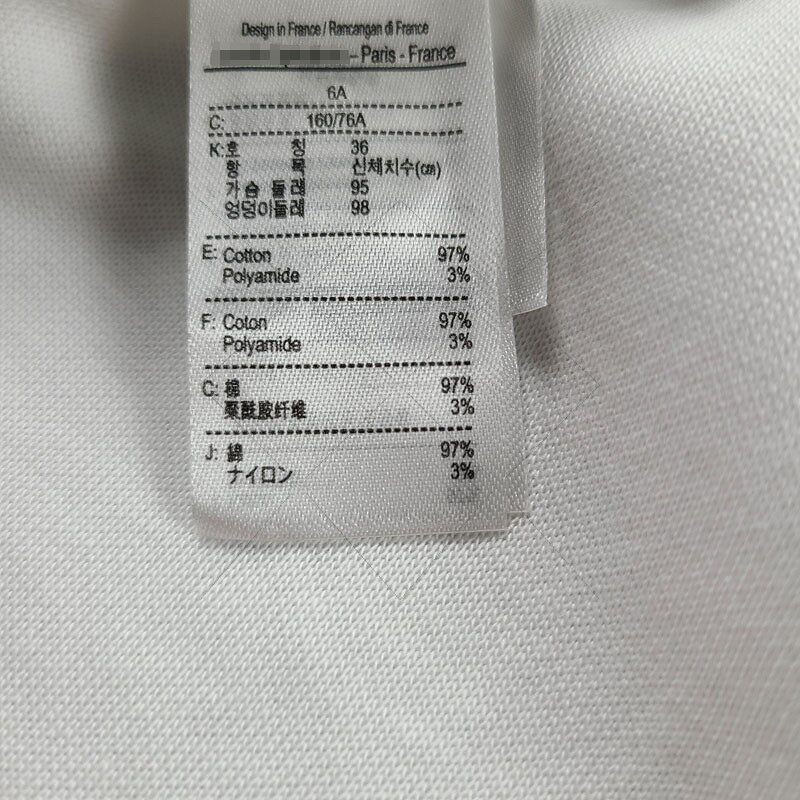 Design in France / Rancangan di France
– Paris - France
6A
C: 160/76A
K:호 칭 36
항 목 신체치수(㎝)
가슴 둘레 95
엉덩이둘레 98
E: Cotton 97%
Polyamide 3%
F: Coton 97%
Polyamide 3%
C: 棉 97%
聚酰胺纤维 3%
J: 綿 97%
ナイロン 3%